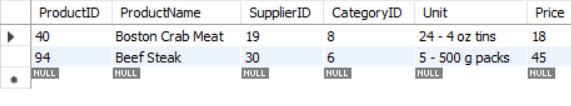 ProductID ProductName SupplierID CategoryID Unit Price
40 Boston Crab Meat 19 8 24 - 4 oz tins 18
94 Beef Steak 30 6 5 - 500 g packs 45
NULL NULL NULL NULL NULL NULL